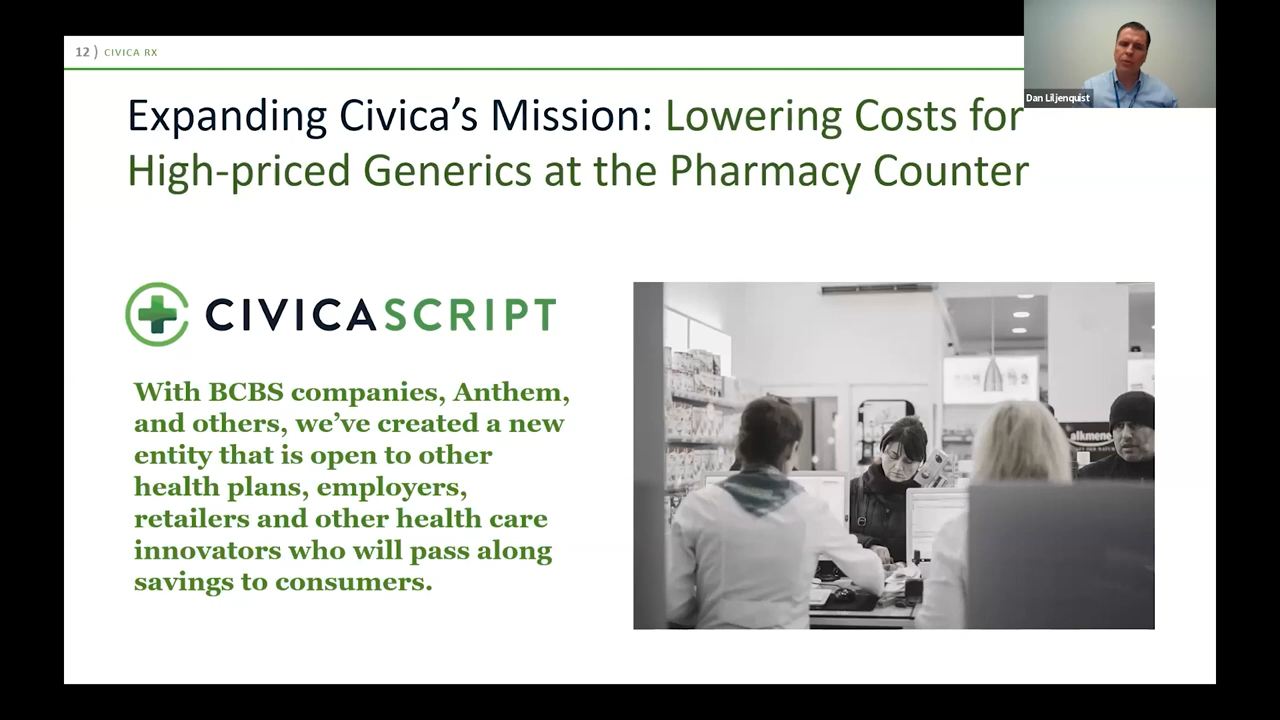 12 ) CIVICA RX
Dan Liljenquist
Expanding Civica’s Mission: Lowering Costs for
High-priced Generics at the Pharmacy Counter
CIVICASCRIPT
With BCBS companies, Anthem,
and others, we’ve created a new
entity that is open to other
health plans, employers,
retailers and other health care
innovators who will pass along
savings to consumers.
alkmene